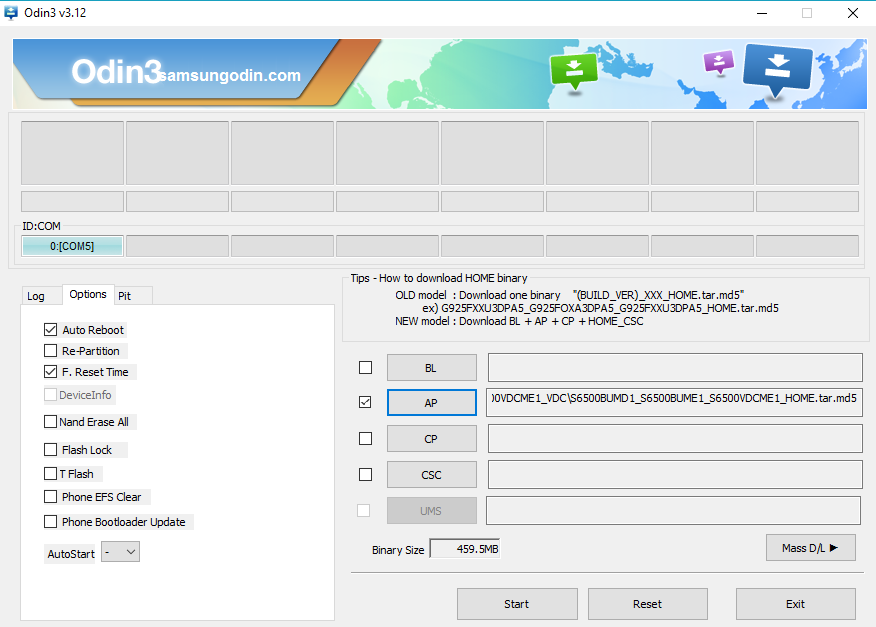 Odin3 v3.12
Odin3
samsungodin.com
ID:COM
0:[COM5]
Log
Options
Pit
Auto Reboot
Re-Partition
F. Reset Time
DeviceInfo
Nand Erase All
Flash Lock
T Flash
Phone EFS Clear
Phone Bootloader Update
AutoStart
-
Tips - How to download HOME binary
OLD model : Download one binary "(BUILD_VER)_XXX_HOME.tar.md5"
ex) G925FXXU3DPA5_G925FOXA3DPA5_G925FXXU3DPA5_HOME.tar.md5
NEW model : Download BL + AP + CP + HOME_CSC
BL
AP
00VDCME1_VDC\S6500BUMD1_S6500BUME1_S6500VDCME1_HOME.tar.md5
CP
CSC
UMS
Binary Size
459.5MB
Mass D/L ▶
Start
Reset
Exit